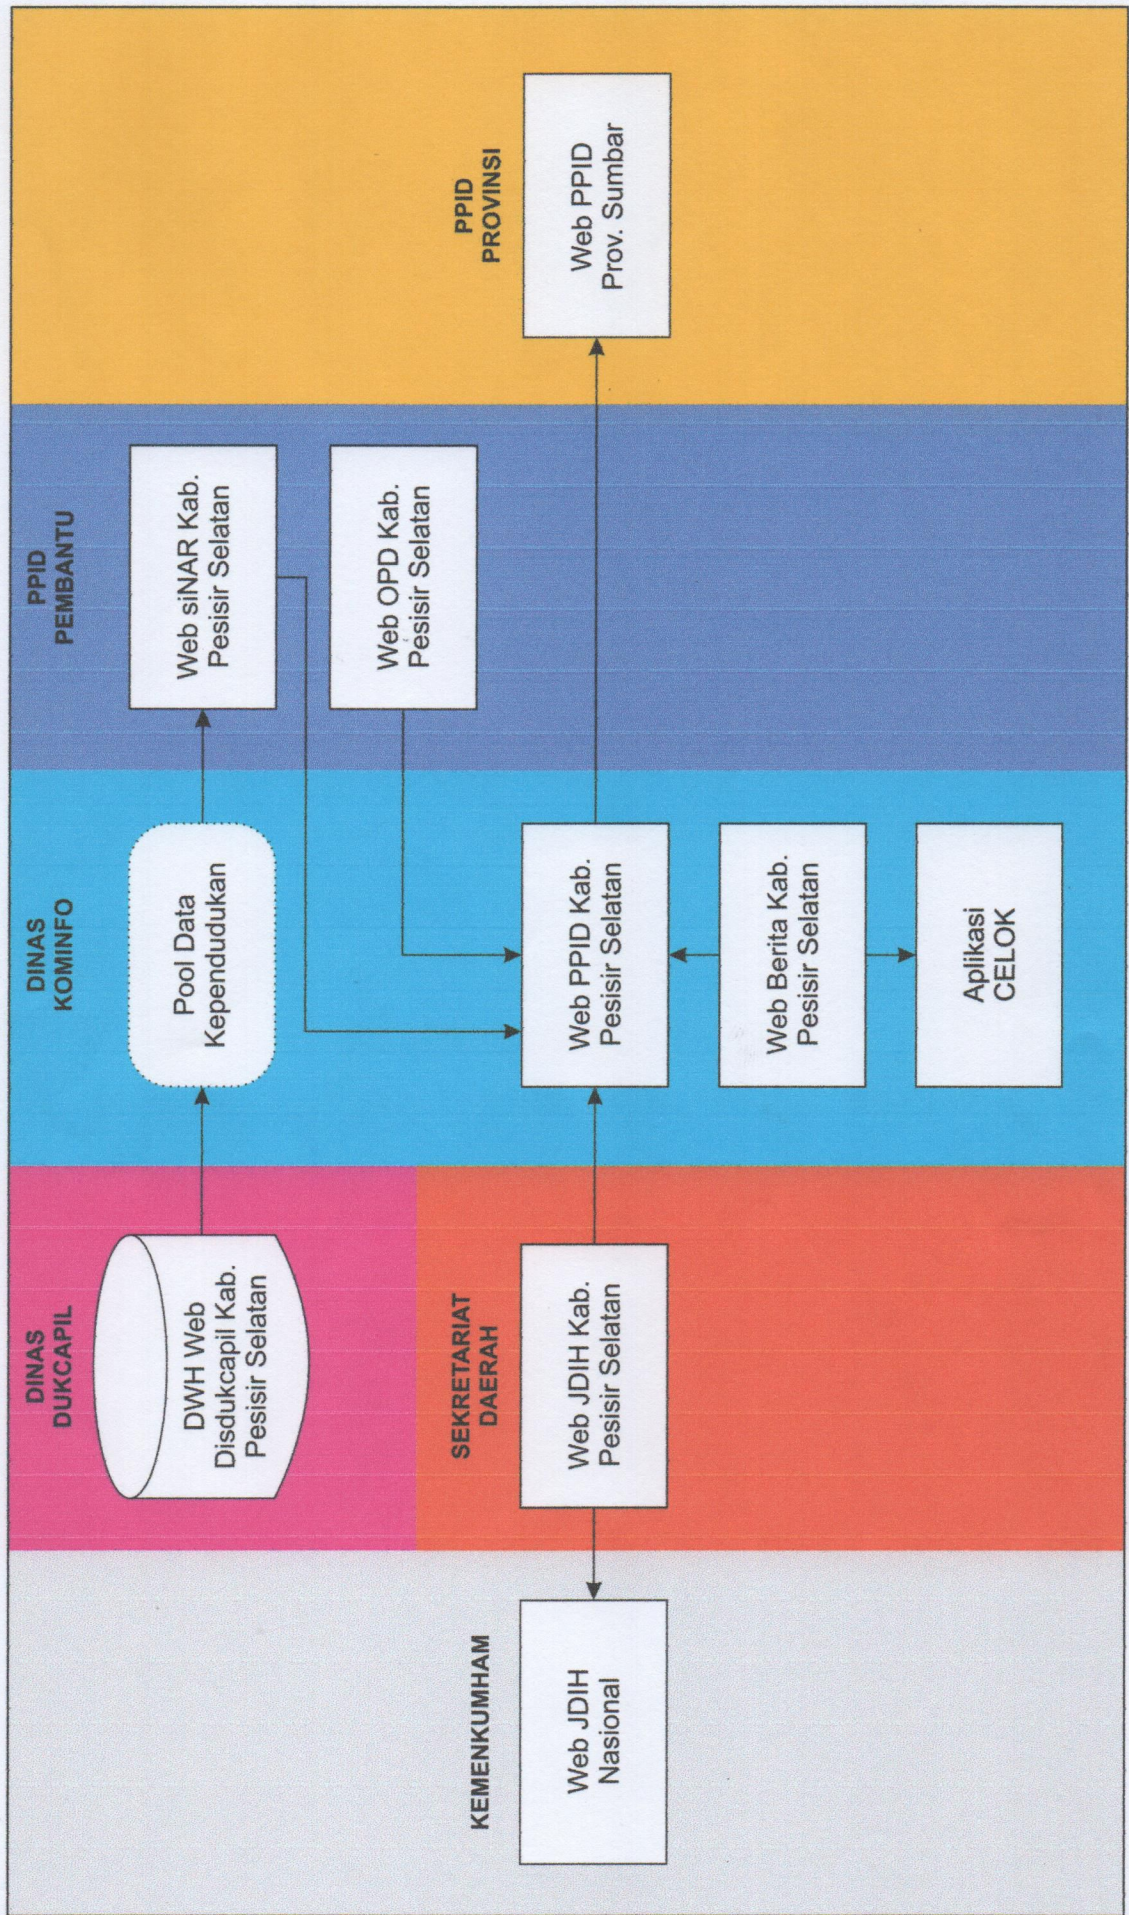 KEMENKUMHAM
Web JDIH
Nasional
DINAS
DUKCAPIL
DWH Web
Disdukcapil Kab.
Pesisir Selatan
SEKRETARIAT
DAERAH
Web JDIH Kab.
Pesisir Selatan
DINAS
KOMINFO
Pool Data
Kependudukan
Web PPID Kab.
Pesisir Selatan
Web Berita Kab.
Pesisir Selatan
Aplikasi
CELOK
PPID
PEMBANTU
Web siNAR Kab.
Pesisir Selatan
Web OPD Kab.
Pesisir Selatan
PPID
PROVINSI
Web PPID
Prov. Sumbar